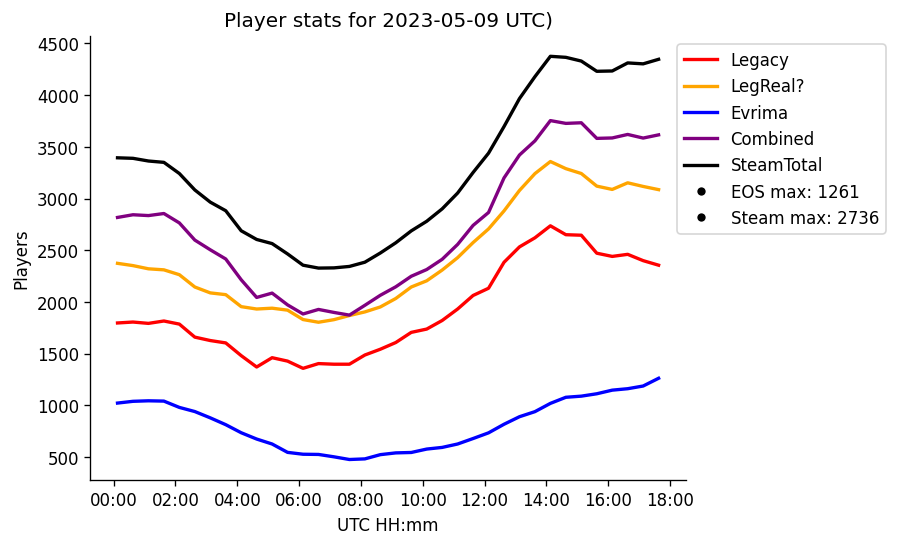 Player stats for 2023-05-09 UTC)
Players
4500
4000
3500
3000
2500
2000
1500
1000
500
00:00 02:00 04:00 06:00 08:00 10:00 12:00 14:00 16:00 18:00
UTC HH:mm
Legacy
LegReal?
Evrima
Combined
SteamTotal
EOS max: 1261
Steam max: 2736